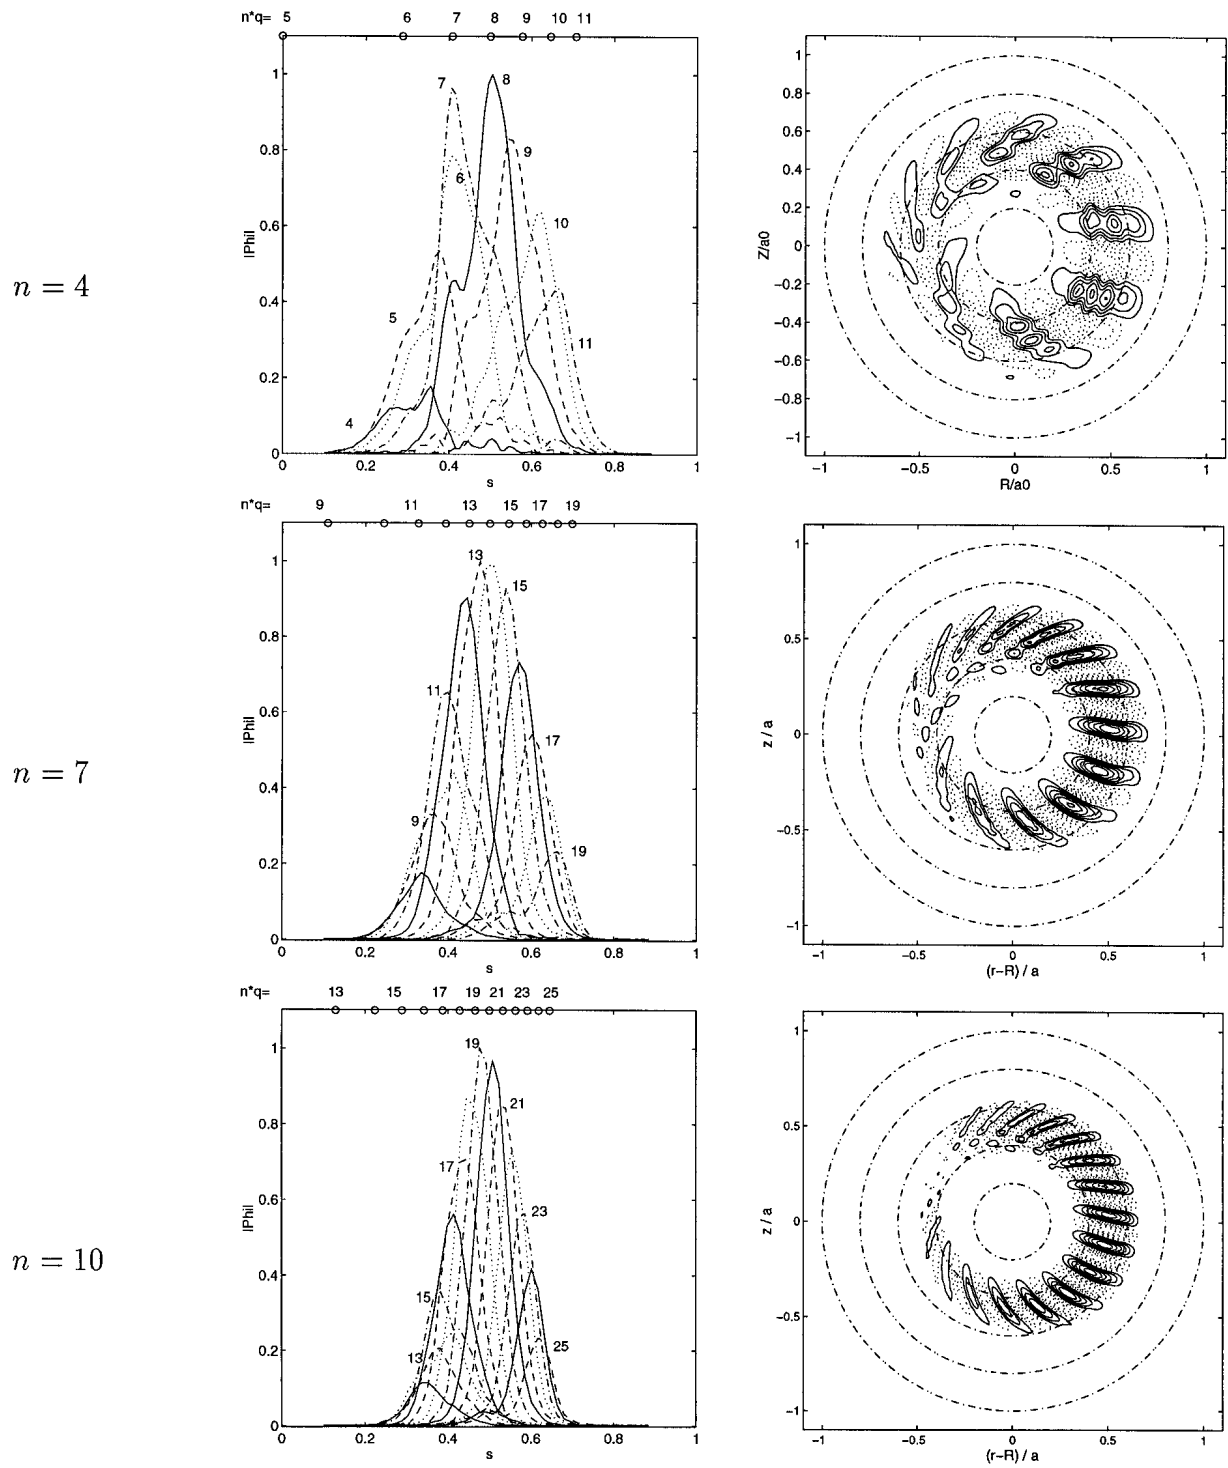 n*q= 5 6 7 8 9 10 11
1
0.8
0.6
0.4
0.2
0
|Phi|
7
8
9
6
10
5
11
4
0 0.2 0.4 0.6 0.8 1
s
1
0.8
0.6
0.4
0.2
0
−0.2
−0.4
−0.6
−0.8
−1
Z/a0
−1 −0.5 0 0.5 1
R/a0
n = 4
n*q= 9 11 13 15 17 19
1
0.8
0.6
0.4
0.2
0
|Phi|
13
15
11
17
9
19
0 0.2 0.4 0.6 0.8 1
s
1
0.5
0
−0.5
−1
z / a
−1 −0.5 0 0.5 1
(r−R) / a
n = 7
n*q= 13 15 17 19 21 23 25
1
0.8
0.6
0.4
0.2
0
|Phi|
19
21
17
23
15
13
25
0 0.2 0.4 0.6 0.8 1
s
1
0.5
0
−0.5
−1
z / a
−1 −0.5 0 0.5 1
(r−R) / a
n = 10